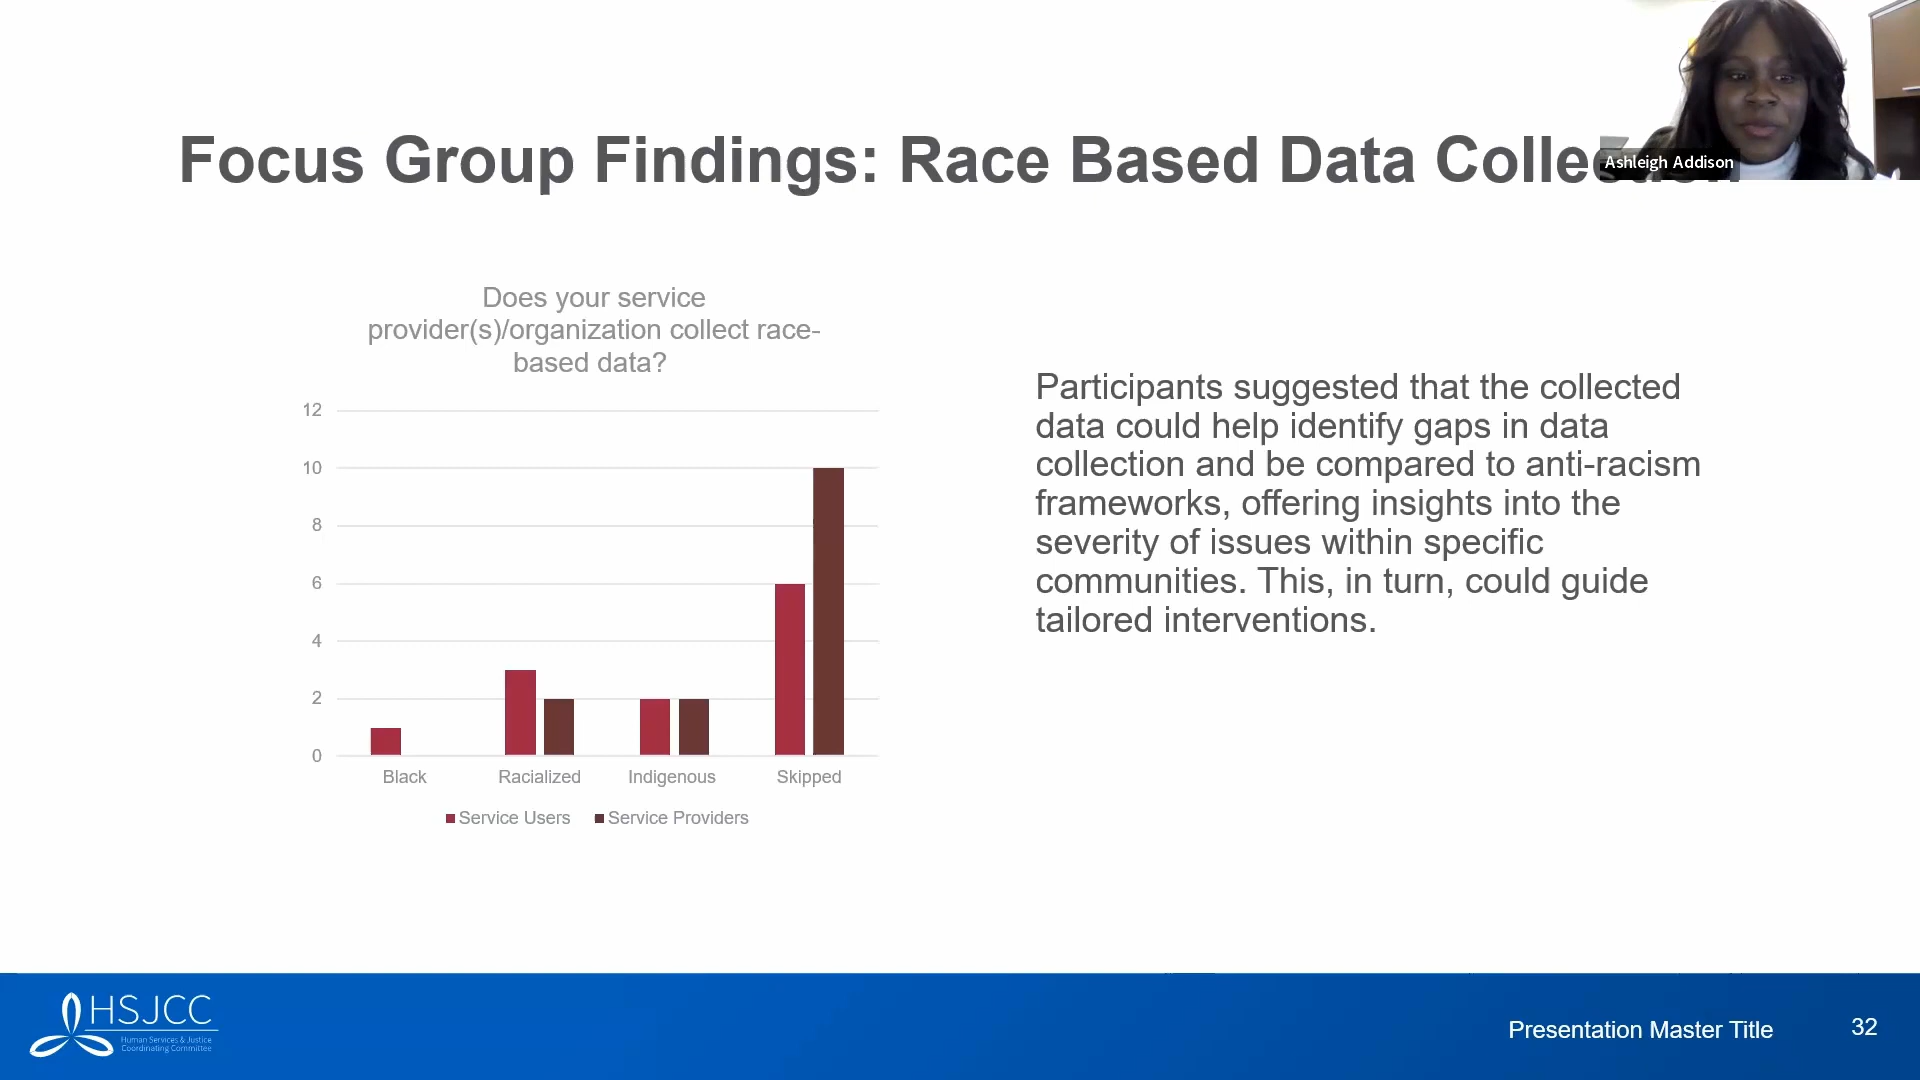 Ashleigh Addison
Focus Group Findings: Race Based Data Collection
Does your service
provider(s)/organization collect race-
based data?
12
10
8
6
4
2
0
Black
Racialized
Indigenous
Skipped
Service Users
Service Providers
Participants suggested that the collected
data could help identify gaps in data
collection and be compared to anti-racism
frameworks, offering insights into the
severity of issues within specific
communities. This, in turn, could guide
tailored interventions.
HSJCC
Human Services & Justice
Coordinating Committee
Presentation Master Title
32